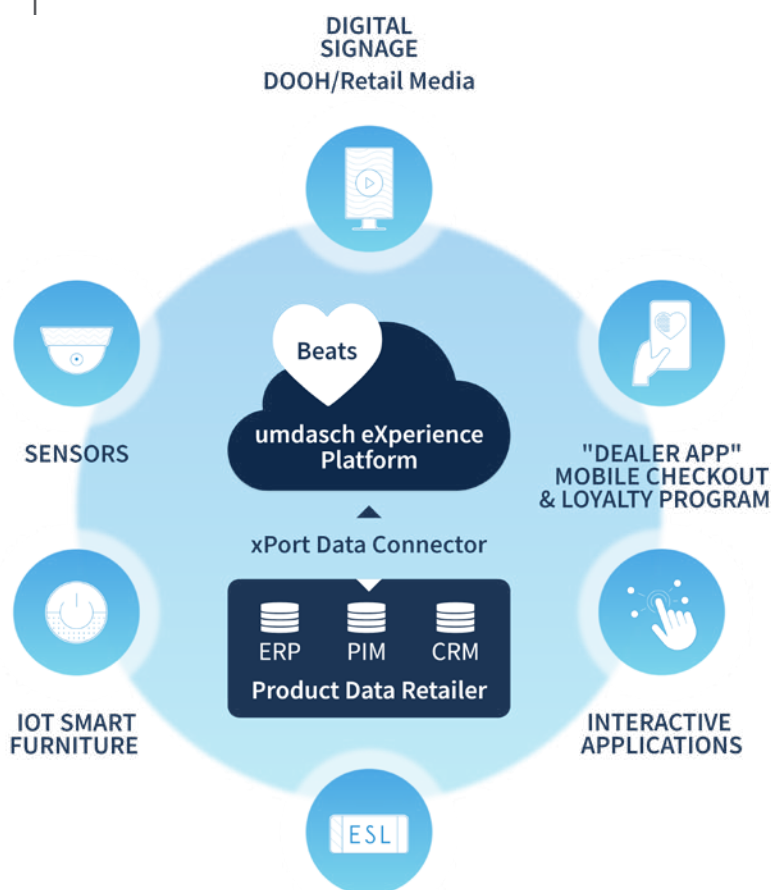 DIGITAL
SIGNAGE
DOOH/Retail Media
Beats
umdasch eXperience
Platform
SENSORS
"DEALER APP"
MOBILE CHECKOUT
& LOYALTY PROGRAM
xPort Data Connector
ERP PIM CRM
Product Data Retailer
IOT SMART
FURNITURE
INTERACTIVE
APPLICATIONS
ESL